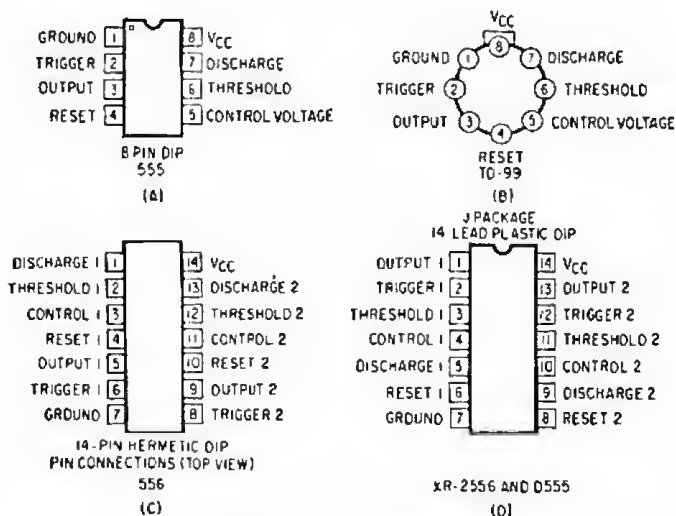 GROUND 1 8 VCC
TRIGGER 2 7 DISCHARGE
OUTPUT 3 6 THRESHOLD
RESET 4 5 CONTROL VOLTAGE
8 PIN DIP
555
(A)
VCC
GROUND 1 8 7 DISCHARGE
TRIGGER 2 6 THRESHOLD
OUTPUT 3 5 CONTROL VOLTAGE
4
RESET
TO-99
(B)
DISCHARGE 1 1 14 VCC
THRESHOLD 1 2 13 DISCHARGE 2
CONTROL 1 3 12 THRESHOLD 2
RESET 1 4 11 CONTROL 2
OUTPUT 1 5 10 RESET 2
TRIGGER 1 6 9 OUTPUT 2
GROUND 7 8 TRIGGER 2
14-PIN HERMETIC DIP
PIN CONNECTIONS (TOP VIEW)
556
(C)
J PACKAGE
14 LEAD PLASTIC DIP
OUTPUT 1 1 14 VCC
TRIGGER 1 2 13 OUTPUT 2
THRESHOLD 1 3 12 TRIGGER 2
CONTROL 1 4 11 THRESHOLD 2
DISCHARGE 1 5 10 CONTROL 2
RESET 1 6 9 DISCHARGE 2
GROUND 7 8 RESET 2
XR-2556 AND D555
(D)